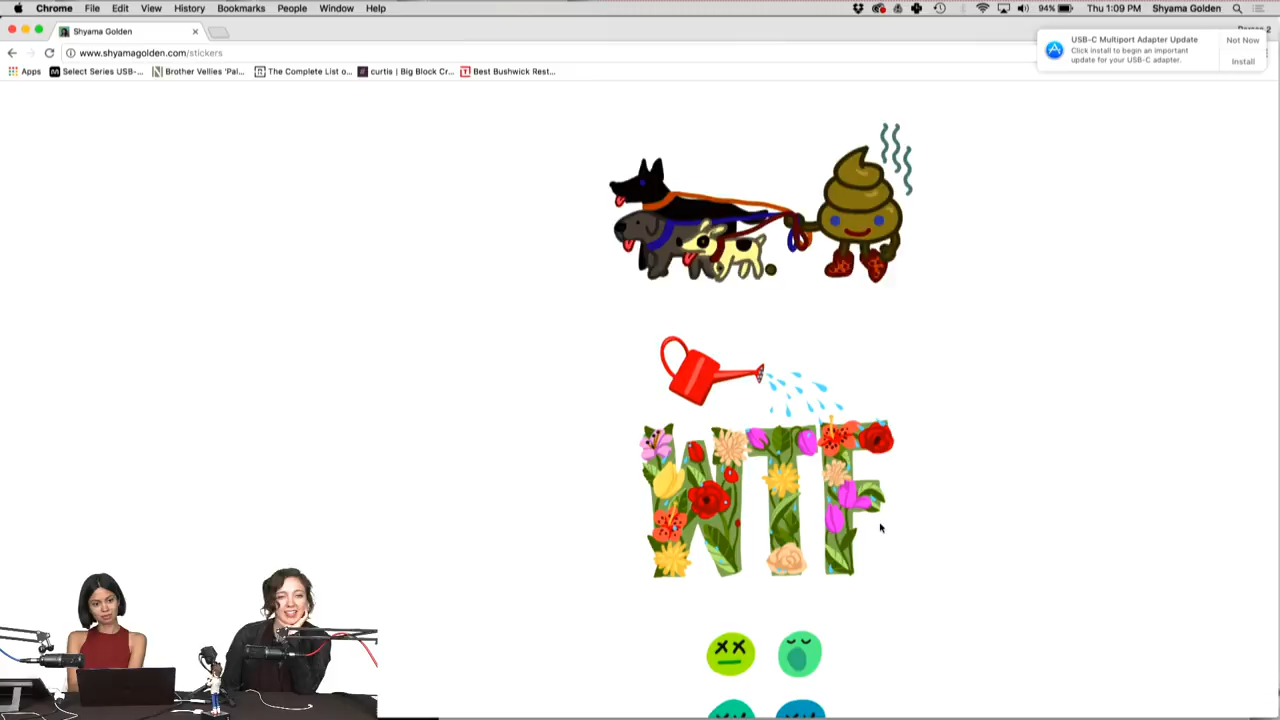 Chrome File Edit View History Bookmarks People Window Help 94% Thu 1:09 PM Shyama Golden
Shyama Golden
www.shyamagolden.com/stickers
Apps Select Series USB-... Brother Vellies 'Pal... The Complete List o... curtis | Big Block Cr... Best Bushwick Rest...
USB-C Multiport Adapter Update
Click install to begin an important
update for your USB-C adapter.
Not Now
Install
WTF